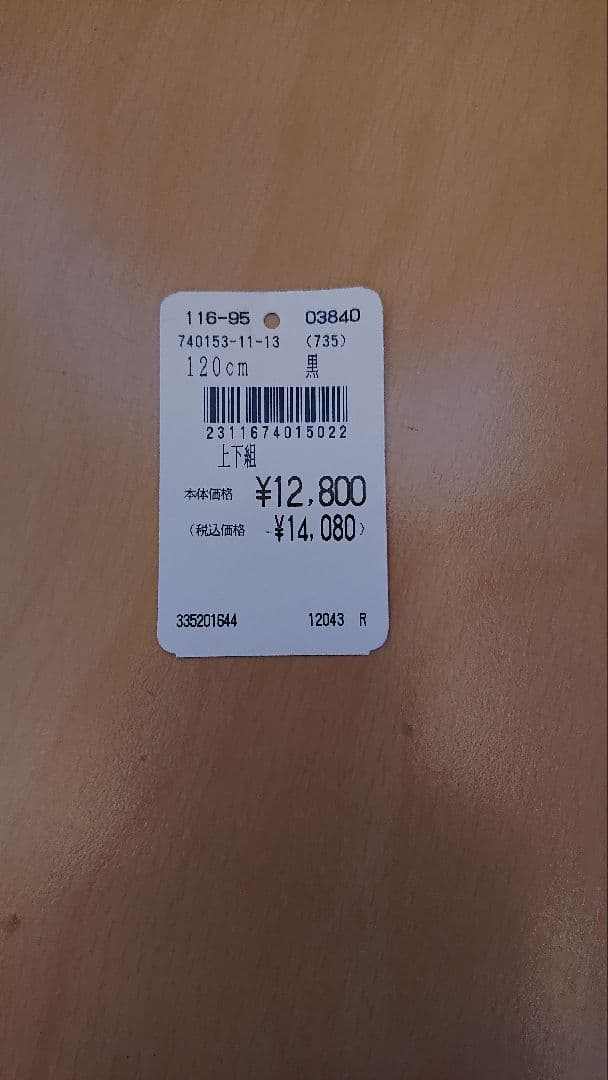 116-95 03840
740153-11-13 (735)
120cm 黒
2311674015022
上下組
本体価格 ¥12,800
(税込価格 ¥14,080)
335201644 12043 R